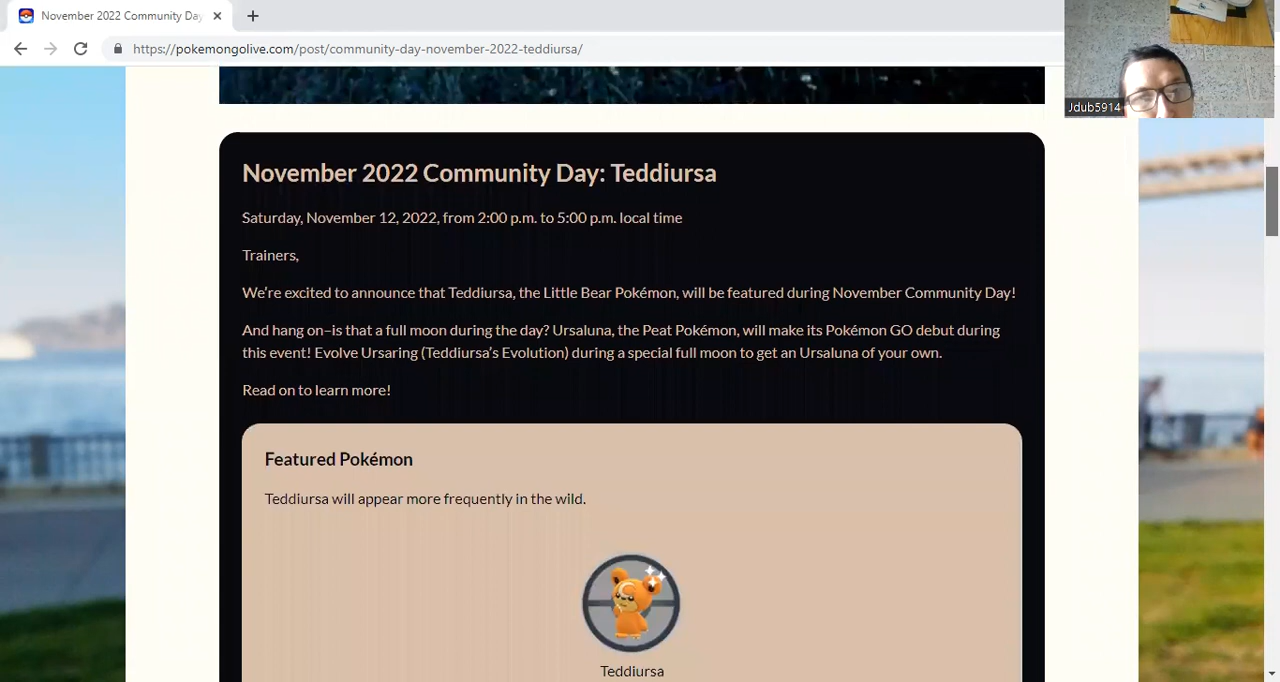 November 2022 Community Day
https://pokemongolive.com/post/community-day-november-2022-teddiursa/
Jdub5914
November 2022 Community Day: Teddiursa
Saturday, November 12, 2022, from 2:00 p.m. to 5:00 p.m. local time
Trainers,
We're excited to announce that Teddiursa, the Little Bear Pokémon, will be featured during November Community Day!
And hang on–is that a full moon during the day? Ursaluna, the Peat Pokémon, will make its Pokémon GO debut during
this event! Evolve Ursaring (Teddiursa's Evolution) during a special full moon to get an Ursaluna of your own.
Read on to learn more!
Featured Pokémon
Teddiursa will appear more frequently in the wild.
Teddiursa